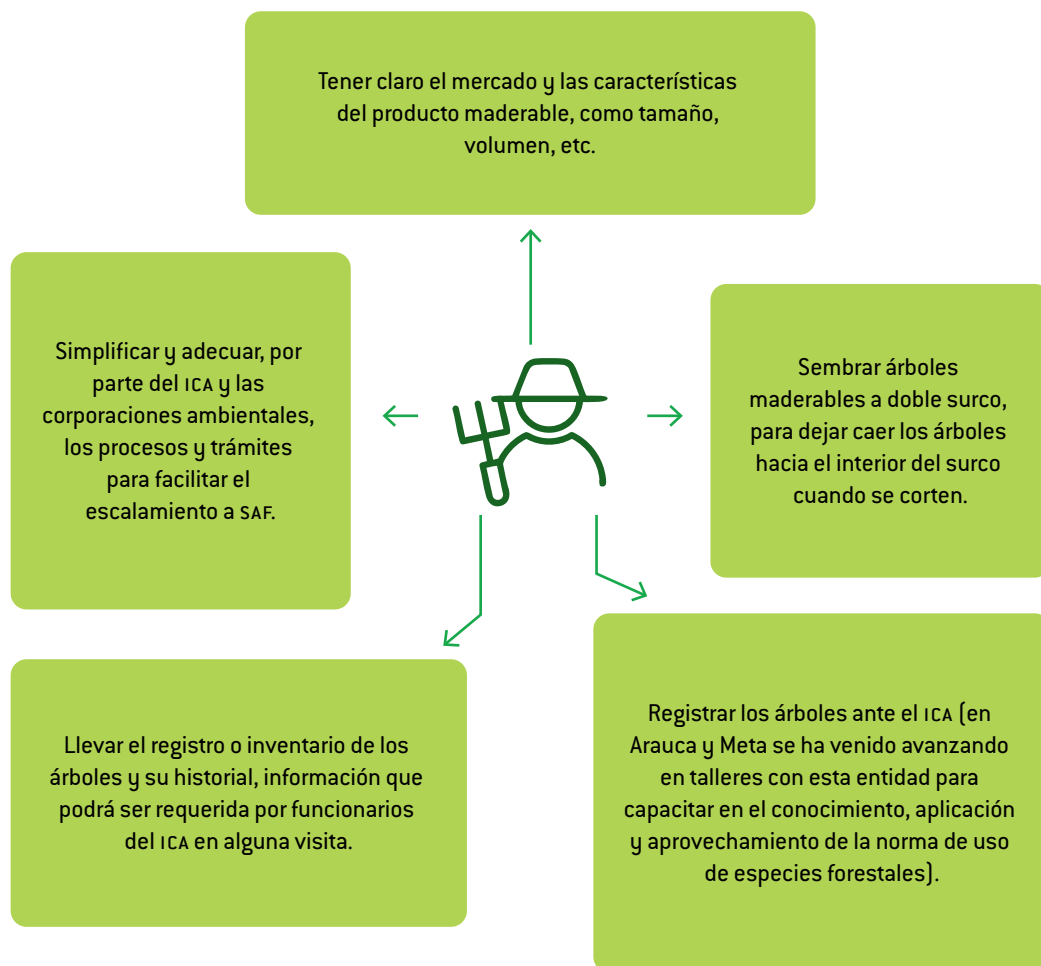 Tener claro el mercado y las características
del producto maderable, como tamaño,
volumen, etc.
Simplificar y adecuar, por
parte del ICA y las
corporaciones ambientales,
los procesos y trámites
para facilitar el
escalamiento a SAF.
Sembrar árboles
maderables a doble surco,
para dejar caer los árboles
hacia el interior del surco
cuando se corten.
Llevar el registro o inventario de los
árboles y su historial, información que
podrá ser requerida por funcionarios
del ICA en alguna visita.
Registrar los árboles ante el ICA (en
Arauca y Meta se ha venido avanzando
en talleres con esta entidad para
capacitar en el conocimiento, aplicación
y aprovechamiento de la norma de uso
de especies forestales).